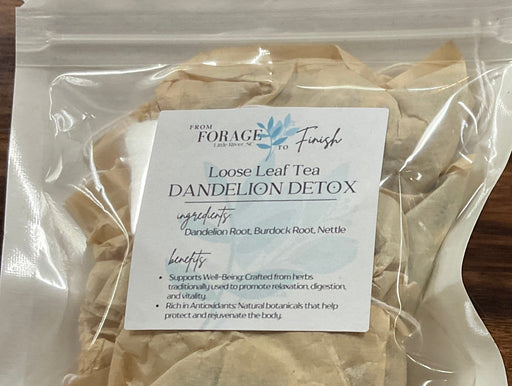 FROM
FORAGE
Little River, SC
TO Finish
Loose Leaf Tea
DANDELION DETOX
ingredients
Dandelion Root, Burdock Root, Nettle
benefits
• Supports Well-Being: Crafted from herbs
traditionally used to promote relaxation, digestion,
and vitality.
• Rich in Antioxidants: Natural botanicals that help
protect and rejuvenate the body.